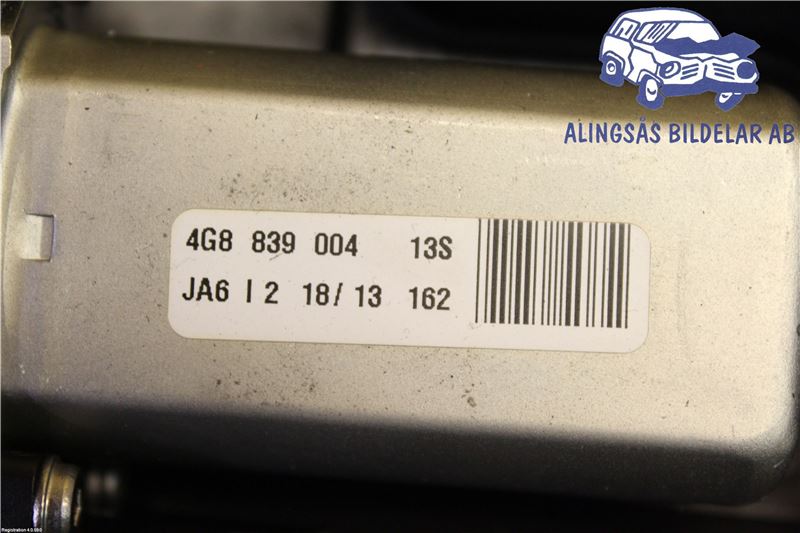 ALINGSÅS BILDELAR AB
4G8 839 004 13S
JA6 I 2 18/ 13 162